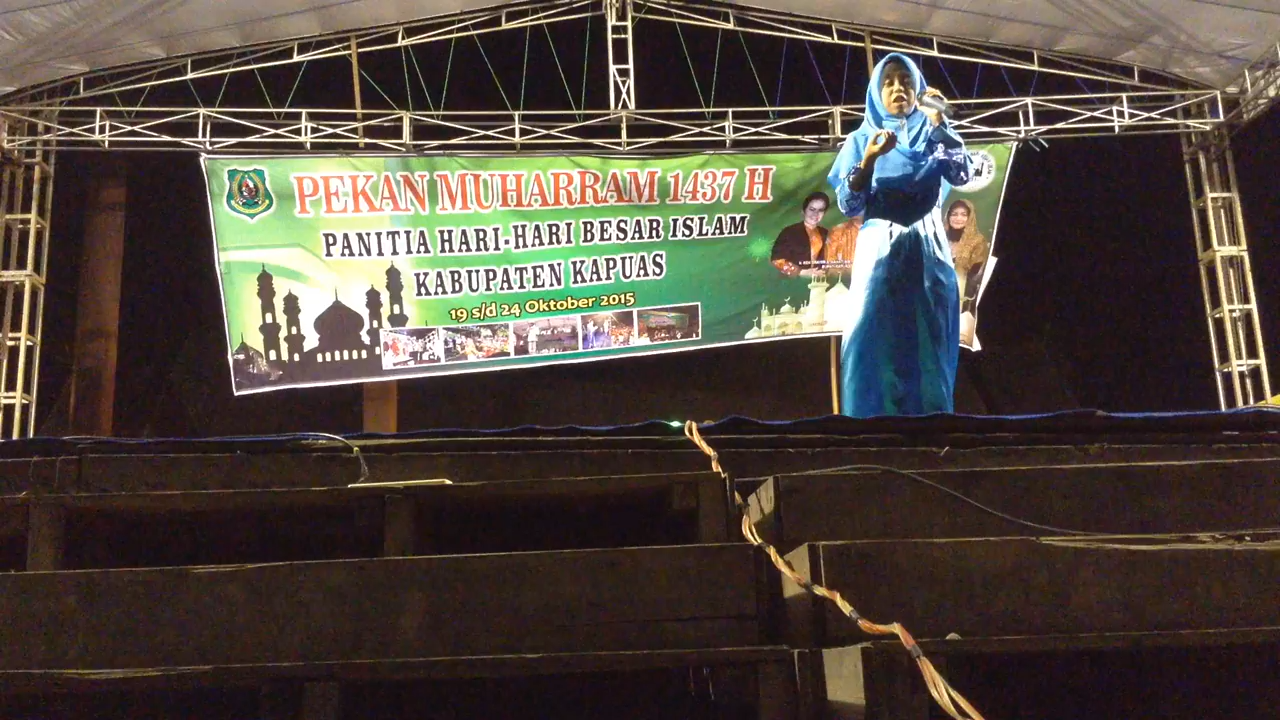 PEKAN MUHARRAM 1437 H
PANITIA HARI-HARI BESAR ISLAM
KABUPATEN KAPUAS
19 s/d 24 Oktober 2015